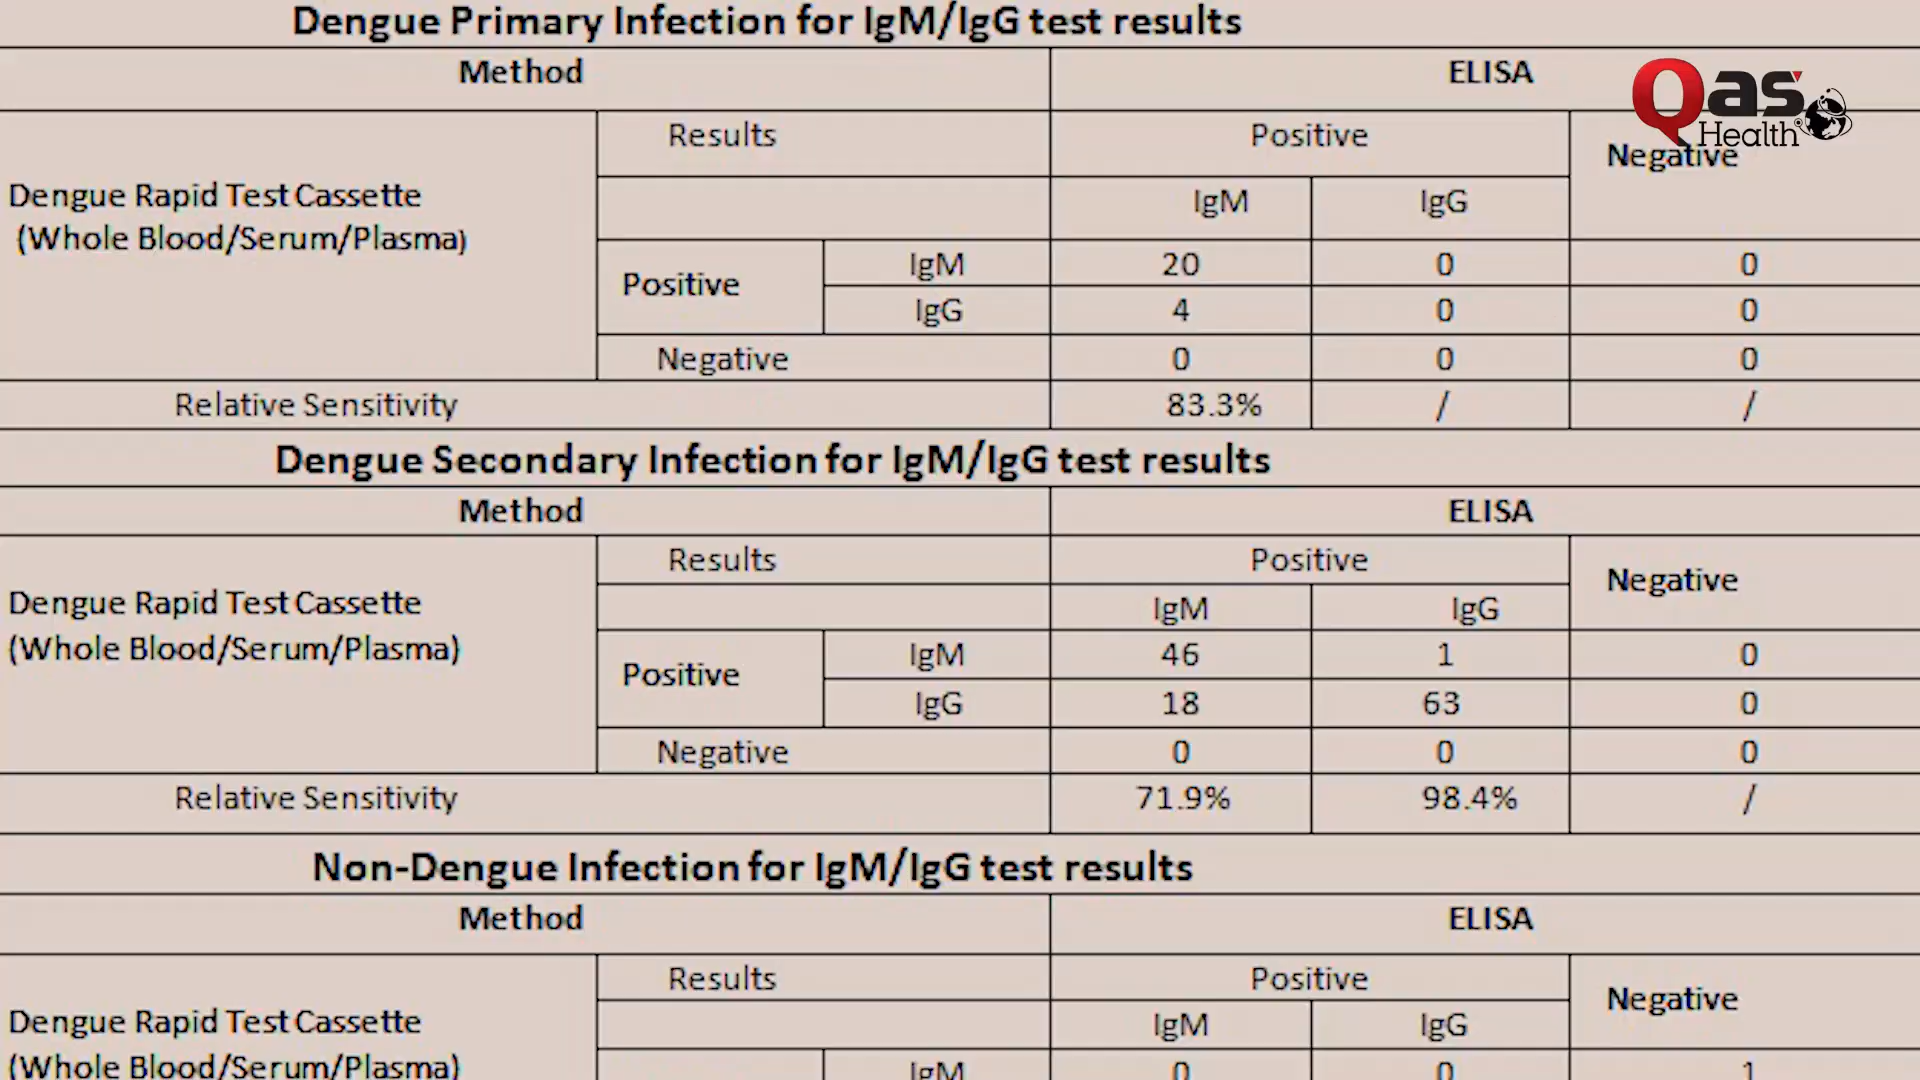 Dengue Primary Infection for IgM/IgG test results
Method ELISA
Qas
Health
Results Positive Negative
Dengue Rapid Test Cassette
(Whole Blood/Serum/Plasma)
IgM IgG
Positive IgM 20 0 0
IgG 4 0 0
Negative 0 0 0
Relative Sensitivity 83.3% / /
Dengue Secondary Infection for IgM/IgG test results
Method ELISA
Results Positive Negative
Dengue Rapid Test Cassette
(Whole Blood/Serum/Plasma)
IgM IgG
Positive IgM 46 1 0
IgG 18 63 0
Negative 0 0 0
Relative Sensitivity 71.9% 98.4% /
Non-Dengue Infection for IgM/IgG test results
Method ELISA
Results Positive Negative
Dengue Rapid Test Cassette
(Whole Blood/Serum/Plasma)
IgM IgG
IgM 0 0 1